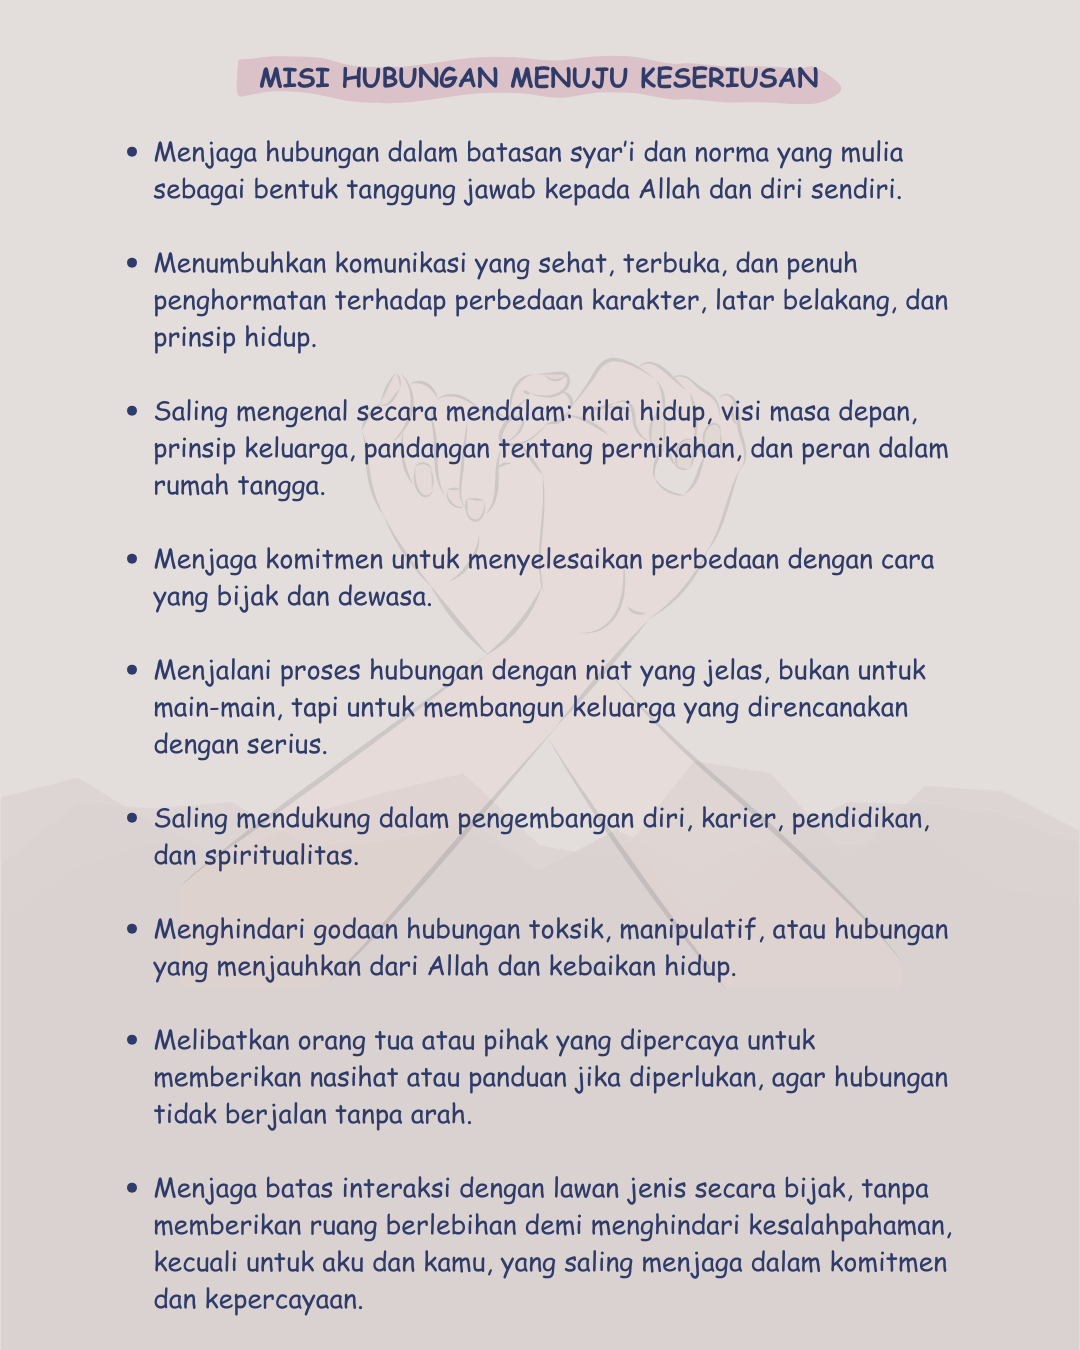 MISI HUBUNGAN MENUJU KESERIUSAN
• Menjaga hubungan dalam batasan syar'i dan norma yang mulia
sebagai bentuk tanggung jawab kepada Allah dan diri sendiri.
• Menumbuhkan komunikasi yang sehat, terbuka, dan penuh
penghormatan terhadap perbedaan karakter, latar belakang, dan
prinsip hidup.
• Saling mengenal secara mendalam: nilai hidup, visi masa depan,
prinsip keluarga, pandangan tentang pernikahan, dan peran dalam
rumah tangga.
• Menjaga komitmen untuk menyelesaikan perbedaan dengan cara
yang bijak dan dewasa.
• Menjalani proses hubungan dengan niat yang jelas, bukan untuk
main-main, tapi untuk membangun keluarga yang direncanakan
dengan serius.
• Saling mendukung dalam pengembangan diri, karier, pendidikan,
dan spiritualitas.
• Menghindari godaan hubungan toksik, manipulatif, atau hubungan
yang menjauhkan dari Allah dan kebaikan hidup.
• Melibatkan orang tua atau pihak yang dipercaya untuk
memberikan nasihat atau panduan jika diperlukan, agar hubungan
tidak berjalan tanpa arah.
• Menjaga batas interaksi dengan lawan jenis secara bijak, tanpa
memberikan ruang berlebihan demi menghindari kesalahpahaman,
kecuali untuk aku dan kamu, yang saling menjaga dalam komitmen
dan kepercayaan.